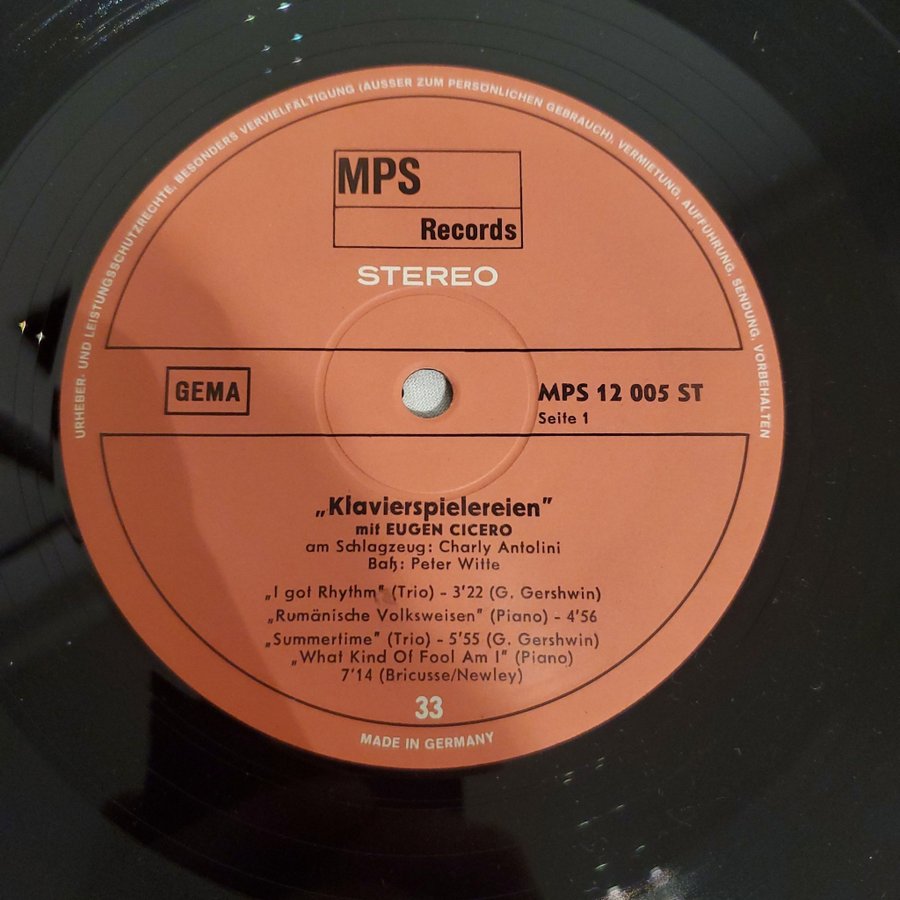 URHEBER- UND LEISTUNGSSCHUTZRECHTE, BESONDERS VERVIELFÄLTIGUNG (AUSSER ZUM PERSÖNLICHEN GEBRAUCH), VERMIETUNG, AUFFÜHRUNG, SENDUNG, VORBEHALTEN
MPS
Records
STEREO
GEMA
MPS 12 005 ST
Seite 1
„Klavierspielereien”
mit EUGEN CICERO
am Schlagzeug: Charly Antolini
Baß: Peter Witte
„I got Rhythm” (Trio) - 3'22 (G. Gershwin)
„Rumänische Volksweisen” (Piano) - 4'56
„Summertime” (Trio) - 5'55 (G. Gershwin)
„What Kind Of Fool Am I” (Piano)
7'14 (Bricusse/Newley)
33
MADE IN GERMANY